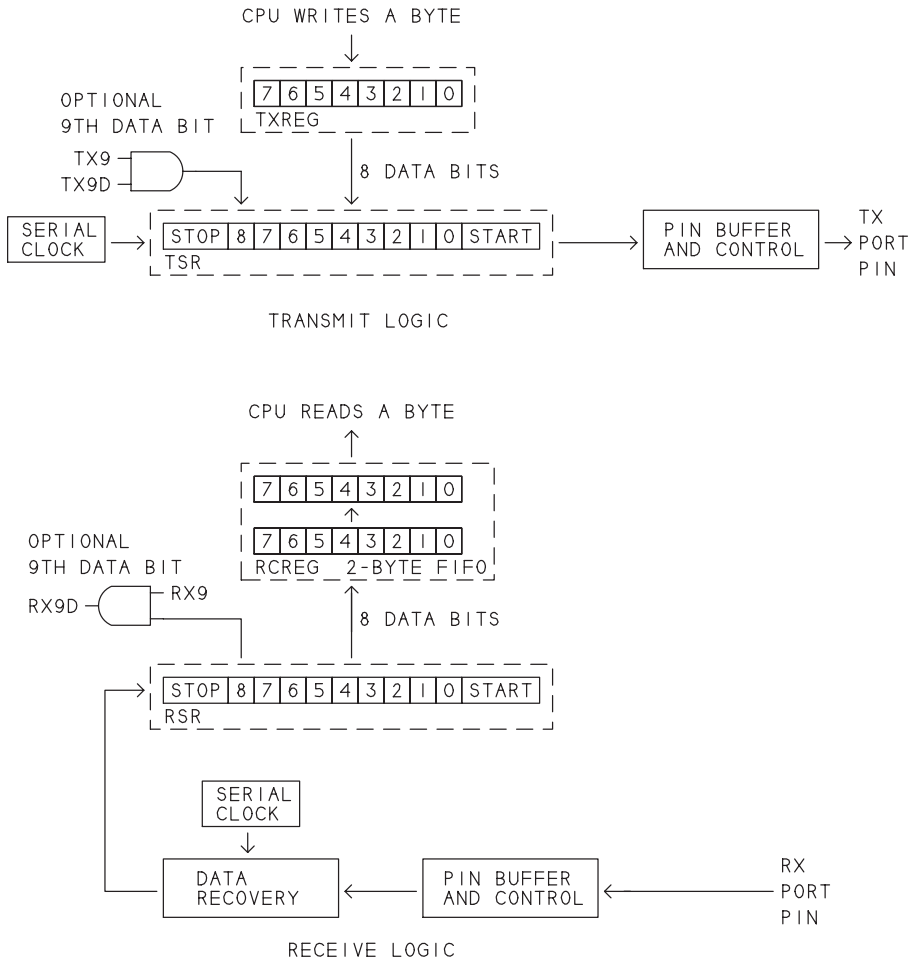 CPU WRITES A BYTE
7 6 5 4 3 2 1 0
TXREG
OPTIONAL
9TH DATA BIT
TX9
TX9D
8 DATA BITS
SERIAL
CLOCK
STOP 8 7 6 5 4 3 2 1 0 START
TSR
PIN BUFFER
AND CONTROL
TX
PORT
PIN
TRANSMIT LOGIC
CPU READS A BYTE
7 6 5 4 3 2 1 0
7 6 5 4 3 2 1 0
RCREG 2-BYTE FIFO
OPTIONAL
9TH DATA BIT
RX9
RX9D
8 DATA BITS
STOP 8 7 6 5 4 3 2 1 0 START
RSR
SERIAL
CLOCK
DATA
RECOVERY
PIN BUFFER
AND CONTROL
RX
PORT
PIN
RECEIVE LOGIC